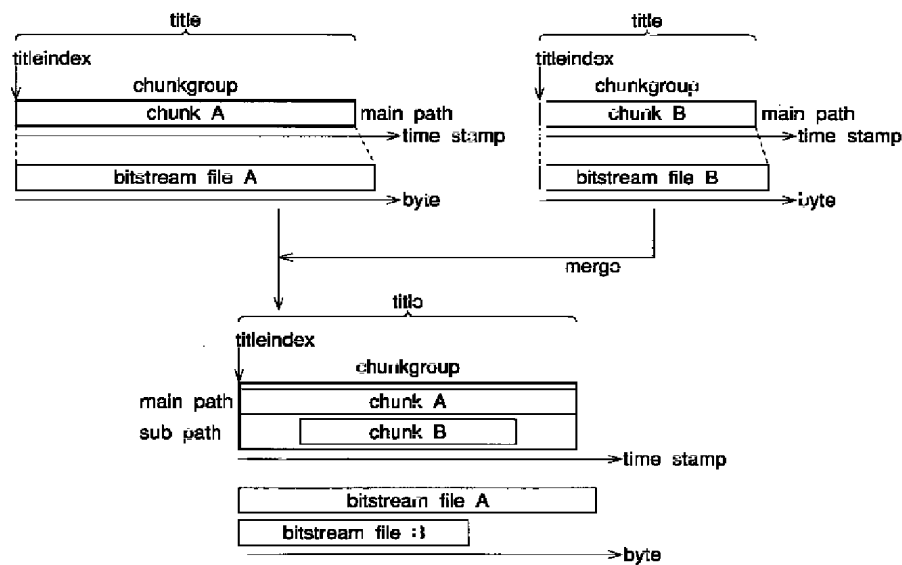 title
titleindex
chunkgroup
chunk A
main path
time stamp
bitstream file A
byte
title
titleindex
chunkgroup
chunk B
main path
time stamp
bitstream file B
byte
merge
title
titleindex
chunkgroup
main path
chunk A
sub path
chunk B
time stamp
bitstream file A
bitstream file B
byte